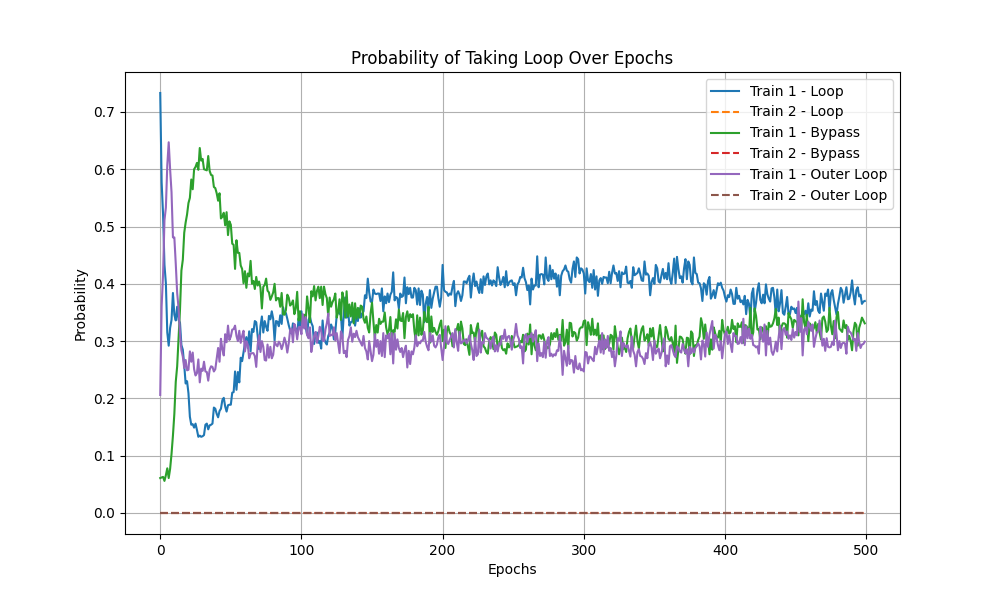 Probability of Taking Loop Over Epochs
Train 1 - Loop
Train 2 - Loop
Train 1 - Bypass
Train 2 - Bypass
Train 1 - Outer Loop
Train 2 - Outer Loop
Probability
0.7
0.6
0.5
0.4
0.3
0.2
0.1
0.0
0 100 200 300 400 500
Epochs